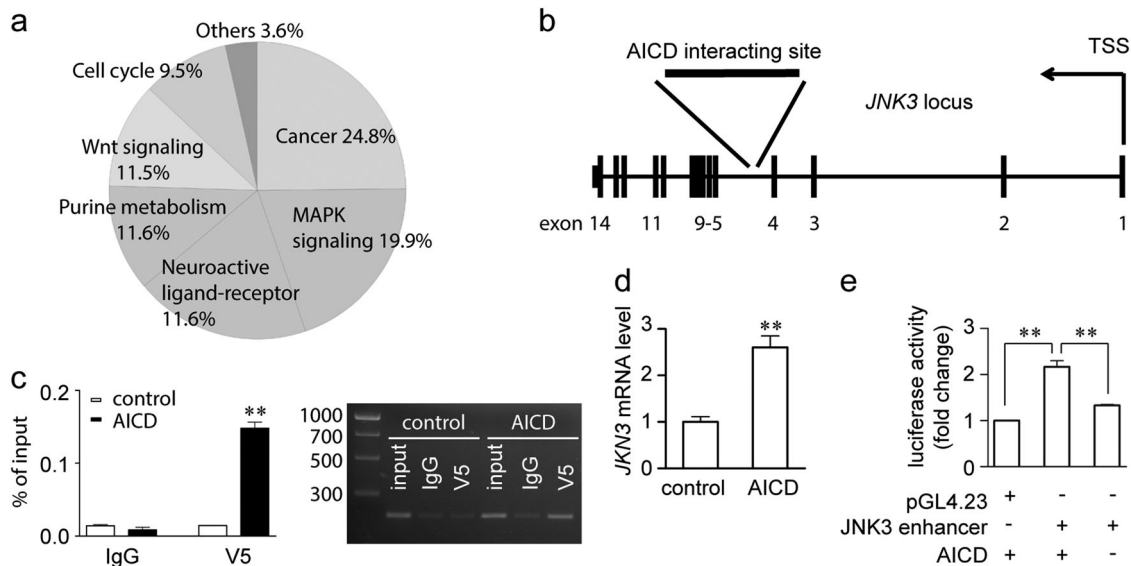 a
Others 3.6%
Cell cycle 9.5%
Cancer 24.8%
Wnt signaling
11.5%
Purine metabolism
11.6%
MAPK
signaling 19.9%
Neuroactive
ligand-receptor
11.6%
b
AICD interacting site
TSS
JNK3 locus
exon 14 11 9-5 4 3 2 1
c
% of input
0.2
0.1
0.0
control
AICD
**
IgG V5
1000
700
500
300
control AICD
input IgG V5 input IgG V5
d
JKN3 mRNA level
3
2
1
0
**
control AICD
e
luciferase activity
(fold change)
3
2
1
0
** **
pGL4.23 + - -
JNK3 enhancer - + +
AICD + + -